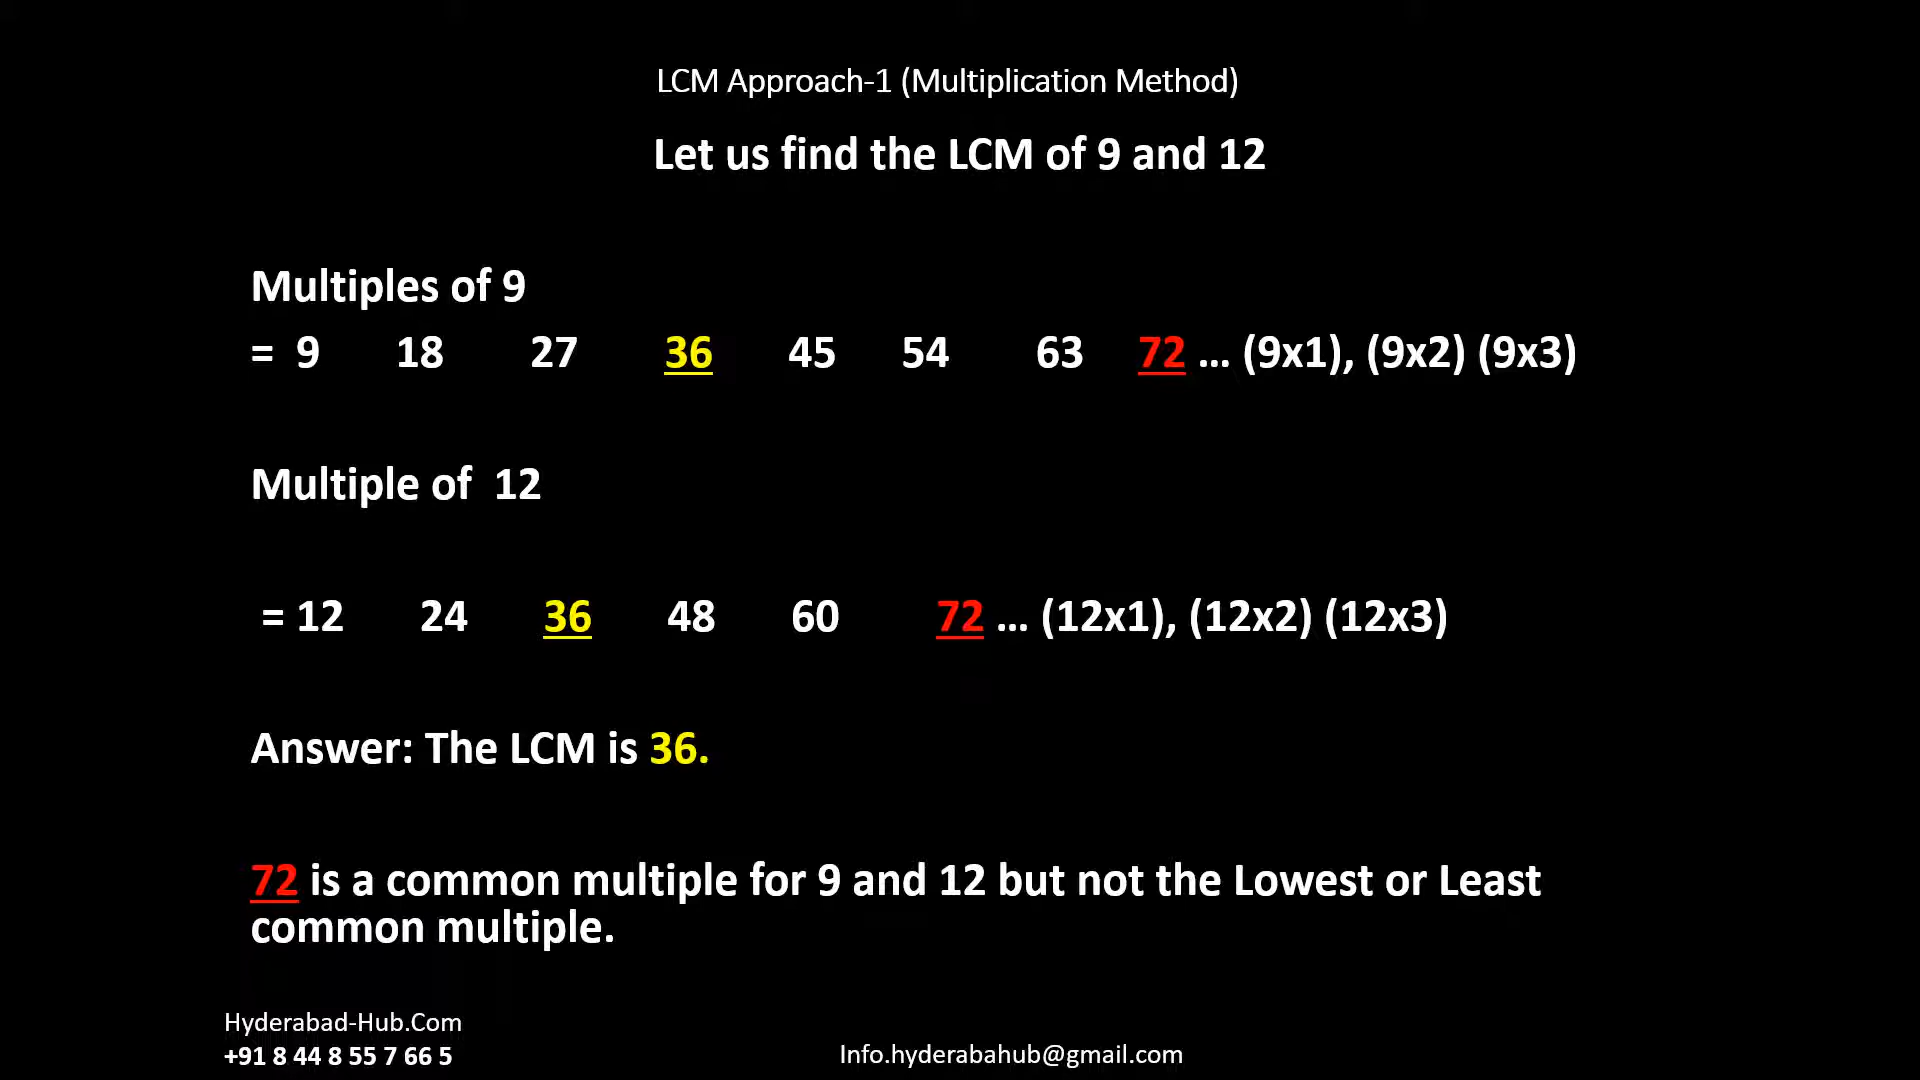 LCM Approach-1 (Multiplication Method)
Let us find the LCM of 9 and 12
Multiples of 9
= 9 18 27 36 45 54 63 72 ... (9x1), (9x2) (9x3)
Multiple of 12
= 12 24 36 48 60 72 ... (12x1), (12x2) (12x3)
Answer: The LCM is 36.
72 is a common multiple for 9 and 12 but not the Lowest or Least
common multiple.
Hyderabad-Hub.Com
+91 8 44 8 55 7 66 5
Info.hyderabahub@gmail.com